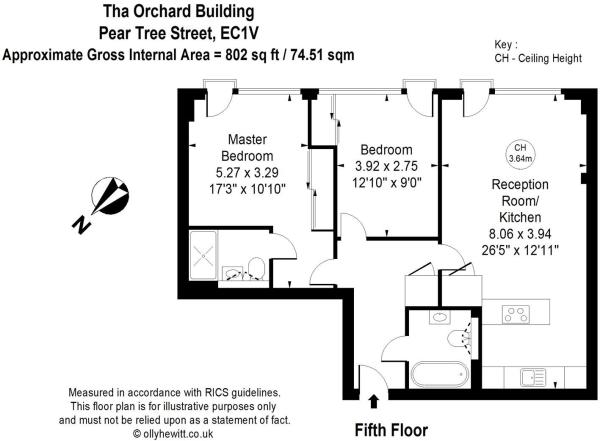 Tha Orchard Building
Pear Tree Street, EC1V
Approximate Gross Internal Area = 802 sq ft / 74.51 sqm
Key :
CH - Ceiling Height
Master
Bedroom
5.27 x 3.29
17'3" x 10'10"
Bedroom
3.92 x 2.75
12'10" x 9'0"
CH
3.64m
Reception
Room/
Kitchen
8.06 x 3.94
26'5" x 12'11"
N
Measured in accordance with RICS guidelines.
This floor plan is for illustrative purposes only
and must not be relied upon as a statement of fact.
© ollyhewitt.co.uk
Fifth Floor